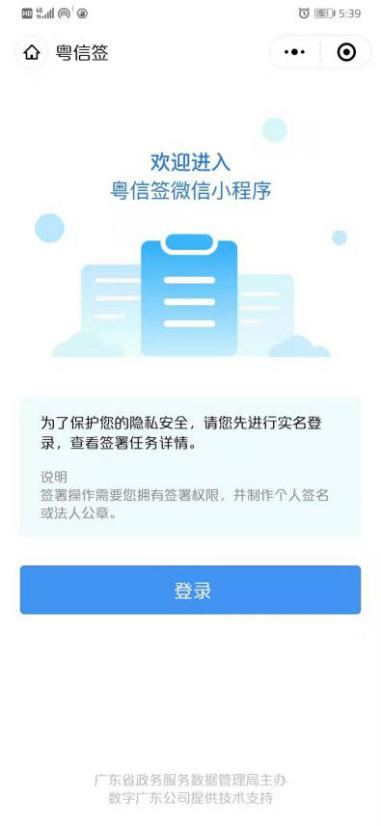 5:39
粤信签
欢迎进入
粤信签微信小程序
为了保护您的隐私安全，请您先进行实名登
录，查看签署任务详情。
说明
签署操作需要您拥有签署权限，并制作个人签名
或法人公章。
登录
广东省政务服务数据管理局主办
数字广东公司提供技术支持